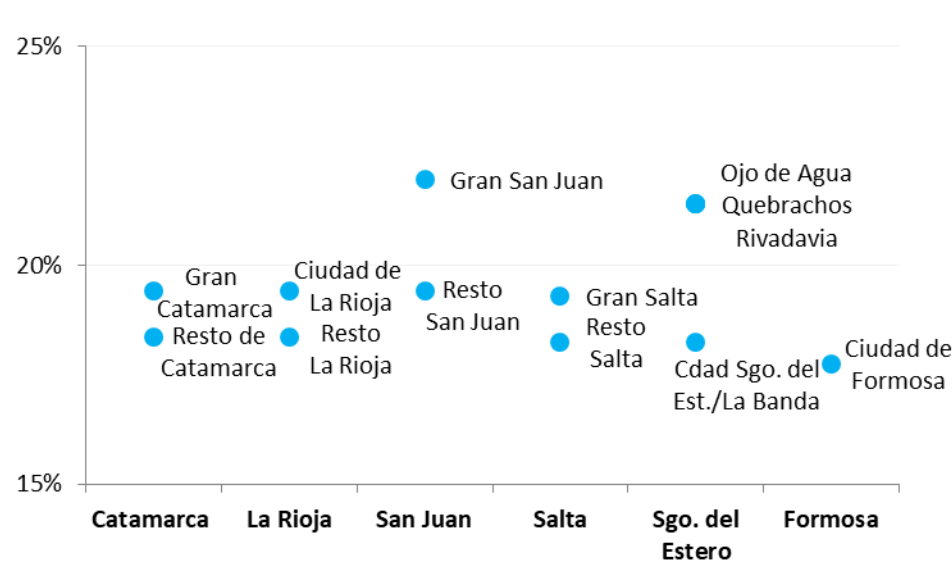 25%
Ojo de Agua
Gran San Juan
Quebrachos
Rivadavia
20%
Gran
Catamarca
Resto de
Catamarca
Ciudad de
La Rioja
Resto
La Rioja
Resto
San Juan
Gran Salta
Resto
Salta
Cdad Sgo. del
Est./La Banda
Ciudad de
Formosa
15%
Catamarca
La Rioja
San Juan
Salta
Sgo. del
Estero
Formosa